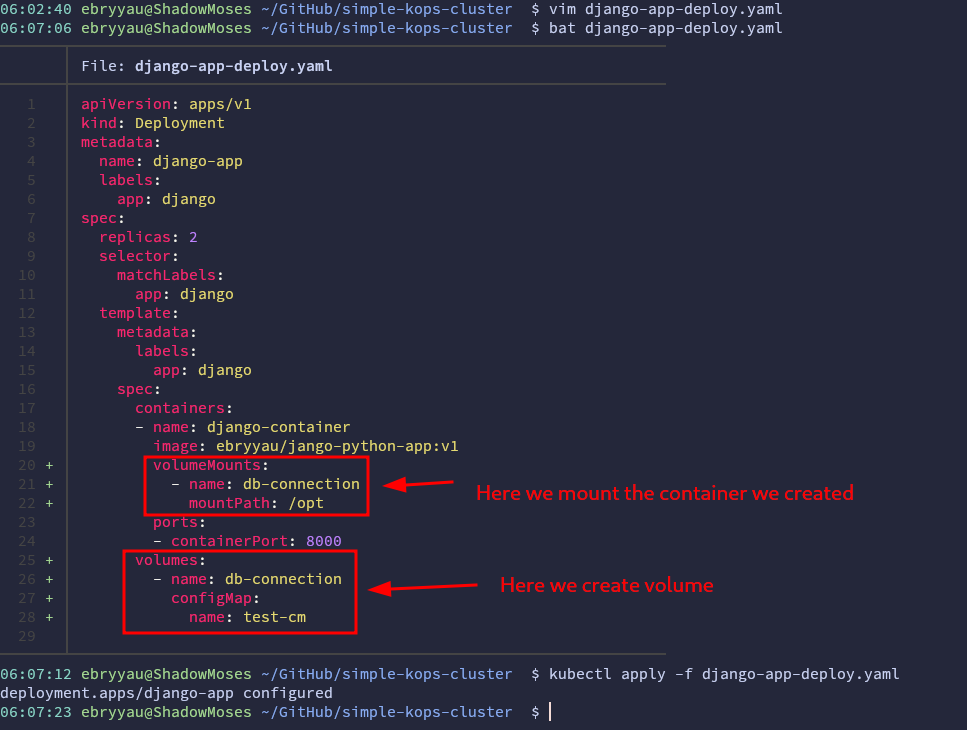 06:02:40 ebryyau@ShadowMoses ~/GitHub/simple-kops-cluster $ vim django-app-deploy.yaml
06:07:06 ebryyau@ShadowMoses ~/GitHub/simple-kops-cluster $ bat django-app-deploy.yaml
File: django-app-deploy.yaml
1 apiVersion: apps/v1
2 kind: Deployment
3 metadata:
4   name: django-app
5   labels:
6     app: django
7 spec:
8   replicas: 2
9   selector:
10     matchLabels:
11       app: django
12   template:
13     metadata:
14       labels:
15         app: django
16     spec:
17       containers:
18       - name: django-container
19         image: ebryyau/jango-python-app:v1
20 +         volumeMounts:
21 +           - name: db-connection
22 +             mountPath: /opt
Here we mount the container we created
23         ports:
24         - containerPort: 8000
25 +       volumes:
26 +         - name: db-connection
Here we create volume
27 +           configMap:
28 +             name: test-cm
29
06:07:12 ebryyau@ShadowMoses ~/GitHub/simple-kops-cluster $ kubectl apply -f django-app-deploy.yaml
deployment.apps/django-app configured
06:07:23 ebryyau@ShadowMoses ~/GitHub/simple-kops-cluster $